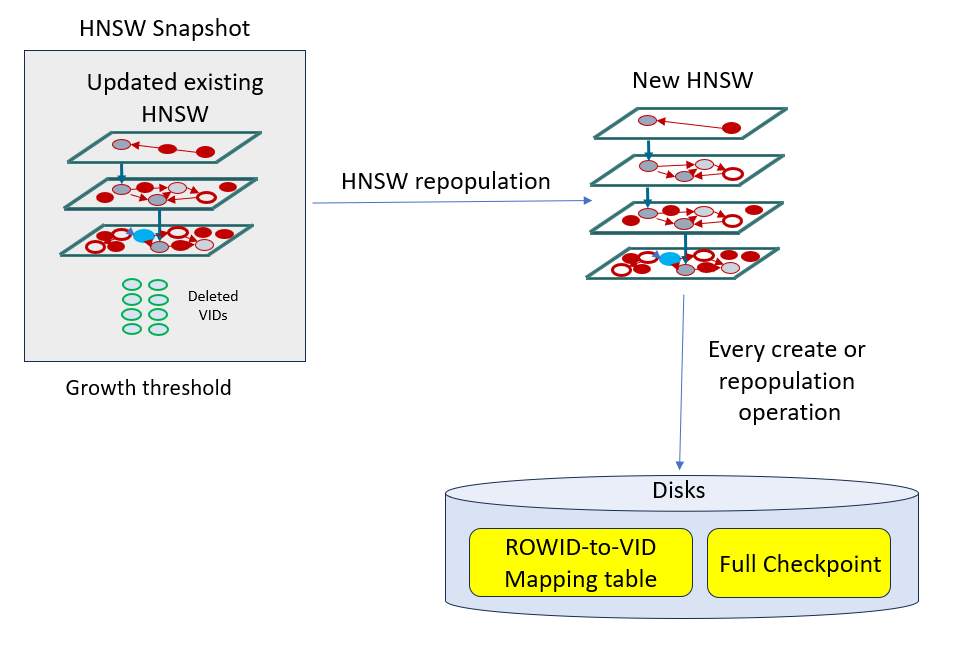 HNSW Snapshot
Updated existing
HNSW
Deleted
VIDs
Growth threshold
HNSW repopulation
New HNSW
Every create or
repopulation
operation
Disks
ROWID-to-VID
Mapping table
Full Checkpoint